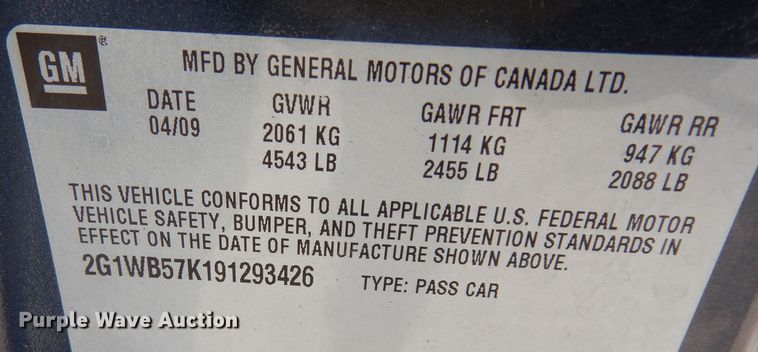 GM
MFD BY GENERAL MOTORS OF CANADA LTD.
DATE GVWR GAWR FRT GAWR RR
04/09 2061 KG 1114 KG 947 KG
4543 LB 2455 LB 2088 LB
THIS VEHICLE CONFORMS TO ALL APPLICABLE U.S. FEDERAL MOTOR
VEHICLE SAFETY, BUMPER, AND THEFT PREVENTION STANDARDS IN
EFFECT ON THE DATE OF MANUFACTURE SHOWN ABOVE.
2G1WB57K191293426 TYPE: PASS CAR
Purple Wave Auction